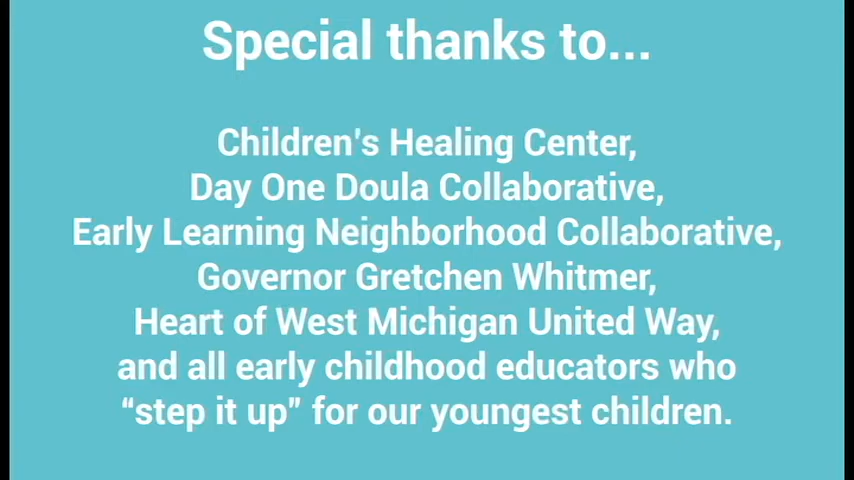 Special thanks to...
Children's Healing Center,
Day One Doula Collaborative,
Early Learning Neighborhood Collaborative,
Governor Gretchen Whitmer,
Heart of West Michigan United Way,
and all early childhood educators who
“step it up” for our youngest children.